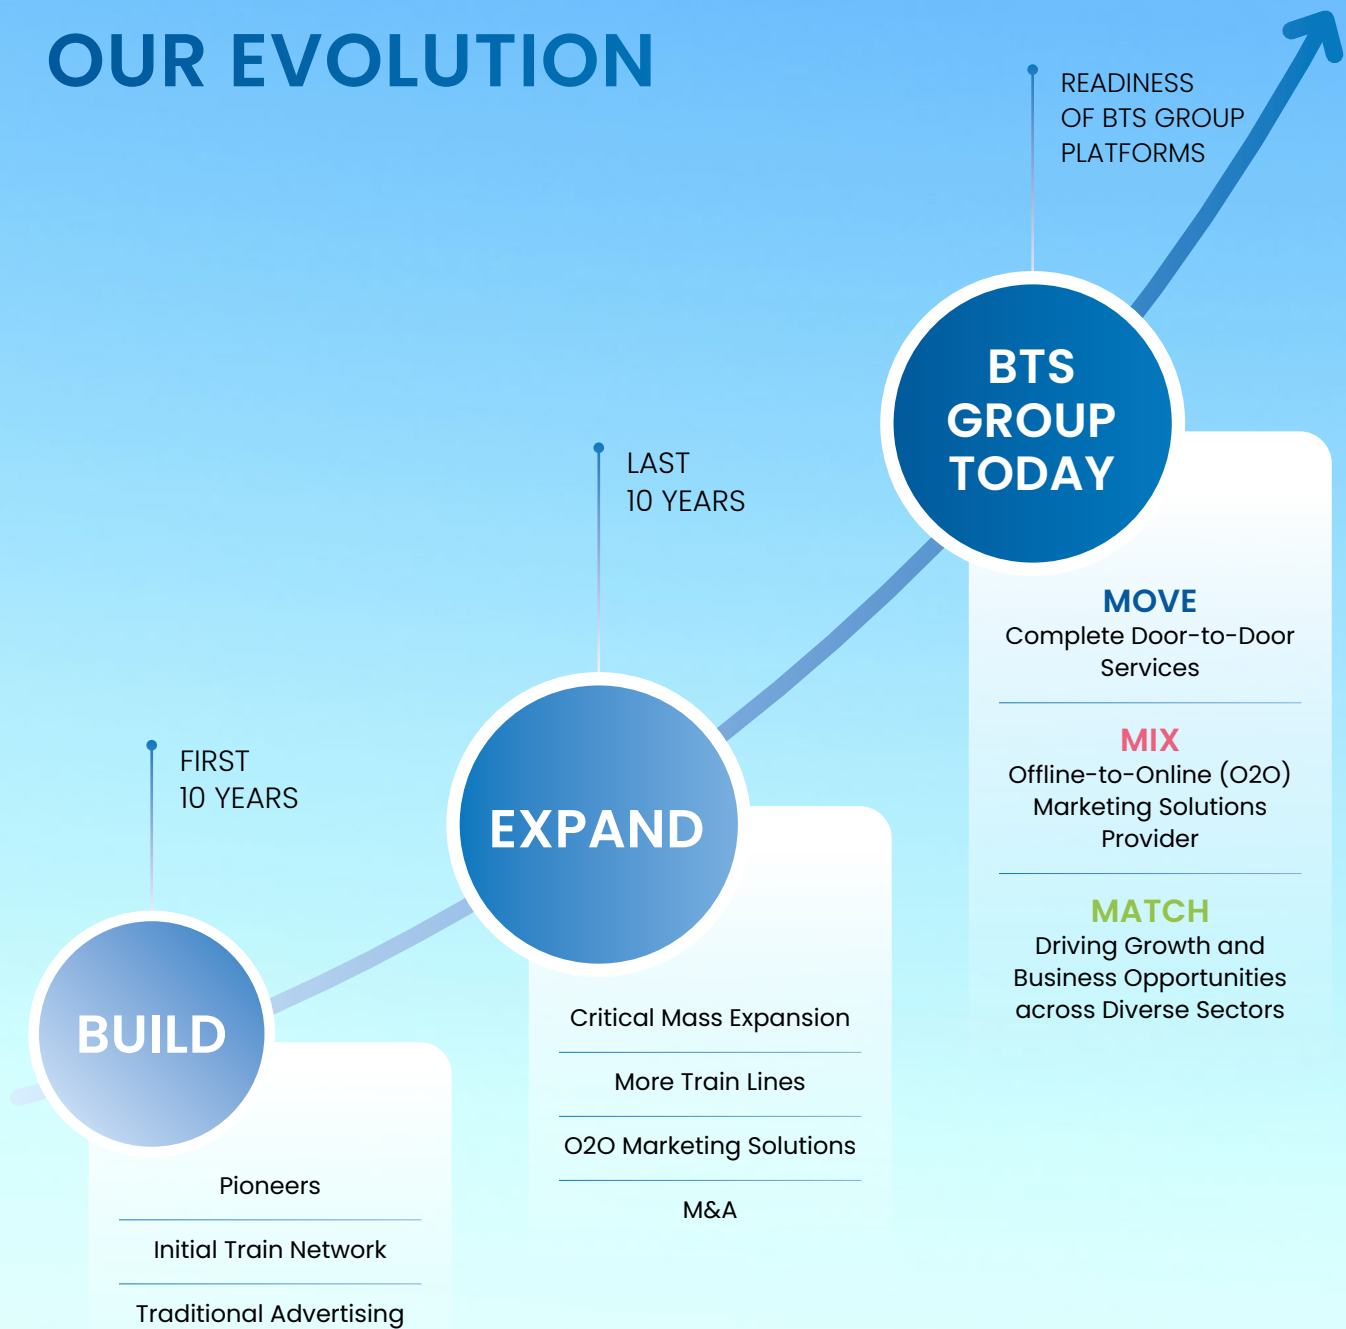 OUR EVOLUTION
READINESS
OF BTS GROUP
PLATFORMS
BTS
GROUP
TODAY
MOVE
Complete Door-to-Door
Services
MIX
Offline-to-Online (O2O)
Marketing Solutions
Provider
MATCH
Driving Growth and
Business Opportunities
across Diverse Sectors
LAST
10 YEARS
EXPAND
Critical Mass Expansion
More Train Lines
O2O Marketing Solutions
M&A
FIRST
10 YEARS
BUILD
Pioneers
Initial Train Network
Traditional Advertising